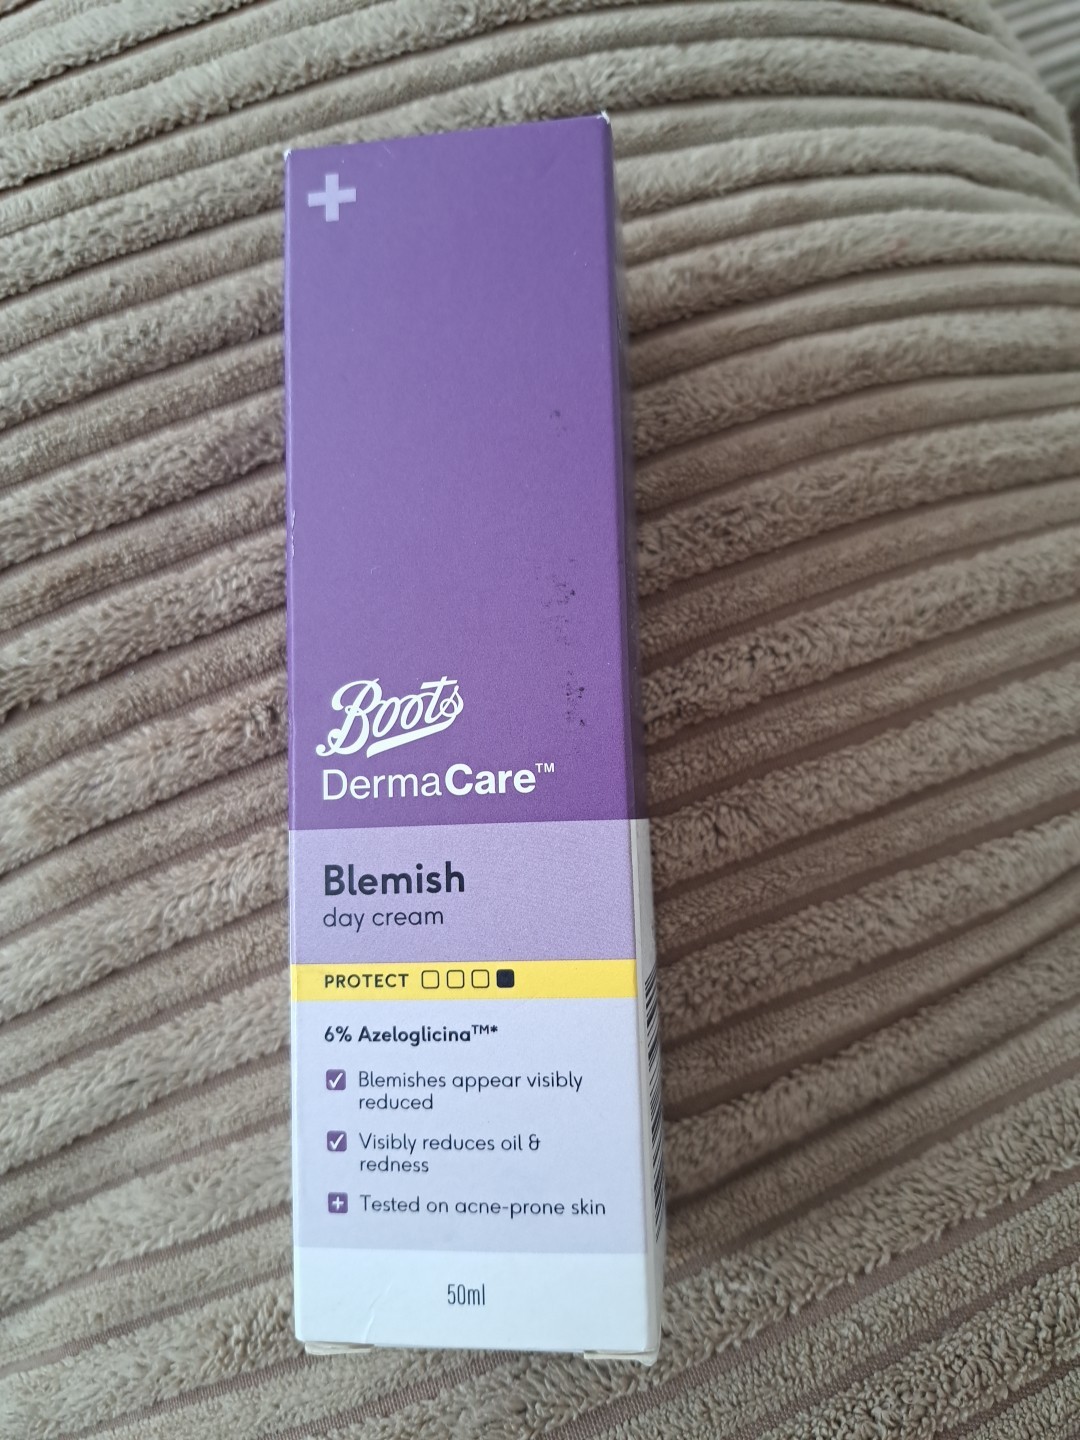 Boots
DermaCare™
Blemish
day cream
PROTECT
6% Azeloglicina™*
Blemishes appear visibly
reduced
Visibly reduces oil &
redness
Tested on acne-prone skin
50ml